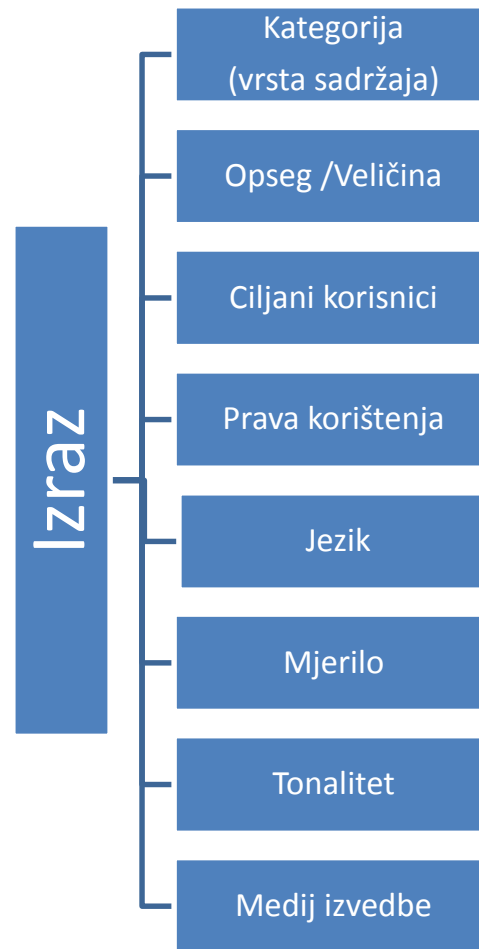 Izraz
Kategorija
(vrsta sadržaja)
Opseg /Veličina
Ciljani korisnici
Prava korištenja
Jezik
Mjerilo
Tonalitet
Medij izvedbe